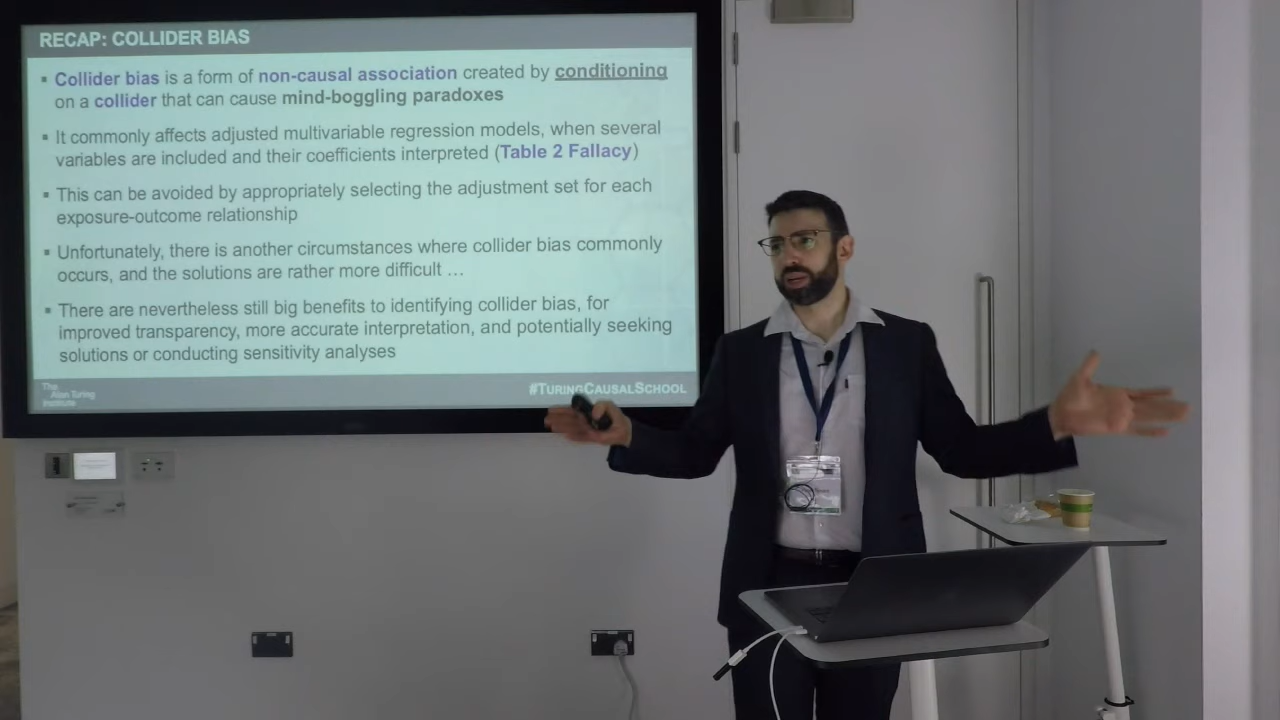 RECAP: COLLIDER BIAS
▪ Collider bias is a form of non-causal association created by conditioning
on a collider that can cause mind-boggling paradoxes
▪ It commonly affects adjusted multivariable regression models, when several
variables are included and their coefficients interpreted (Table 2 Fallacy)
▪ This can be avoided by appropriately selecting the adjustment set for each
exposure-outcome relationship
▪ Unfortunately, there is another circumstances where collider bias commonly
occurs, and the solutions are rather more difficult …
▪ There are nevertheless still big benefits to identifying collider bias, for
improved transparency, more accurate interpretation, and potentially seeking
solutions or conducting sensitivity analyses
The
Alan Turing
Institute
#TURINGCAUSALSCHOOL